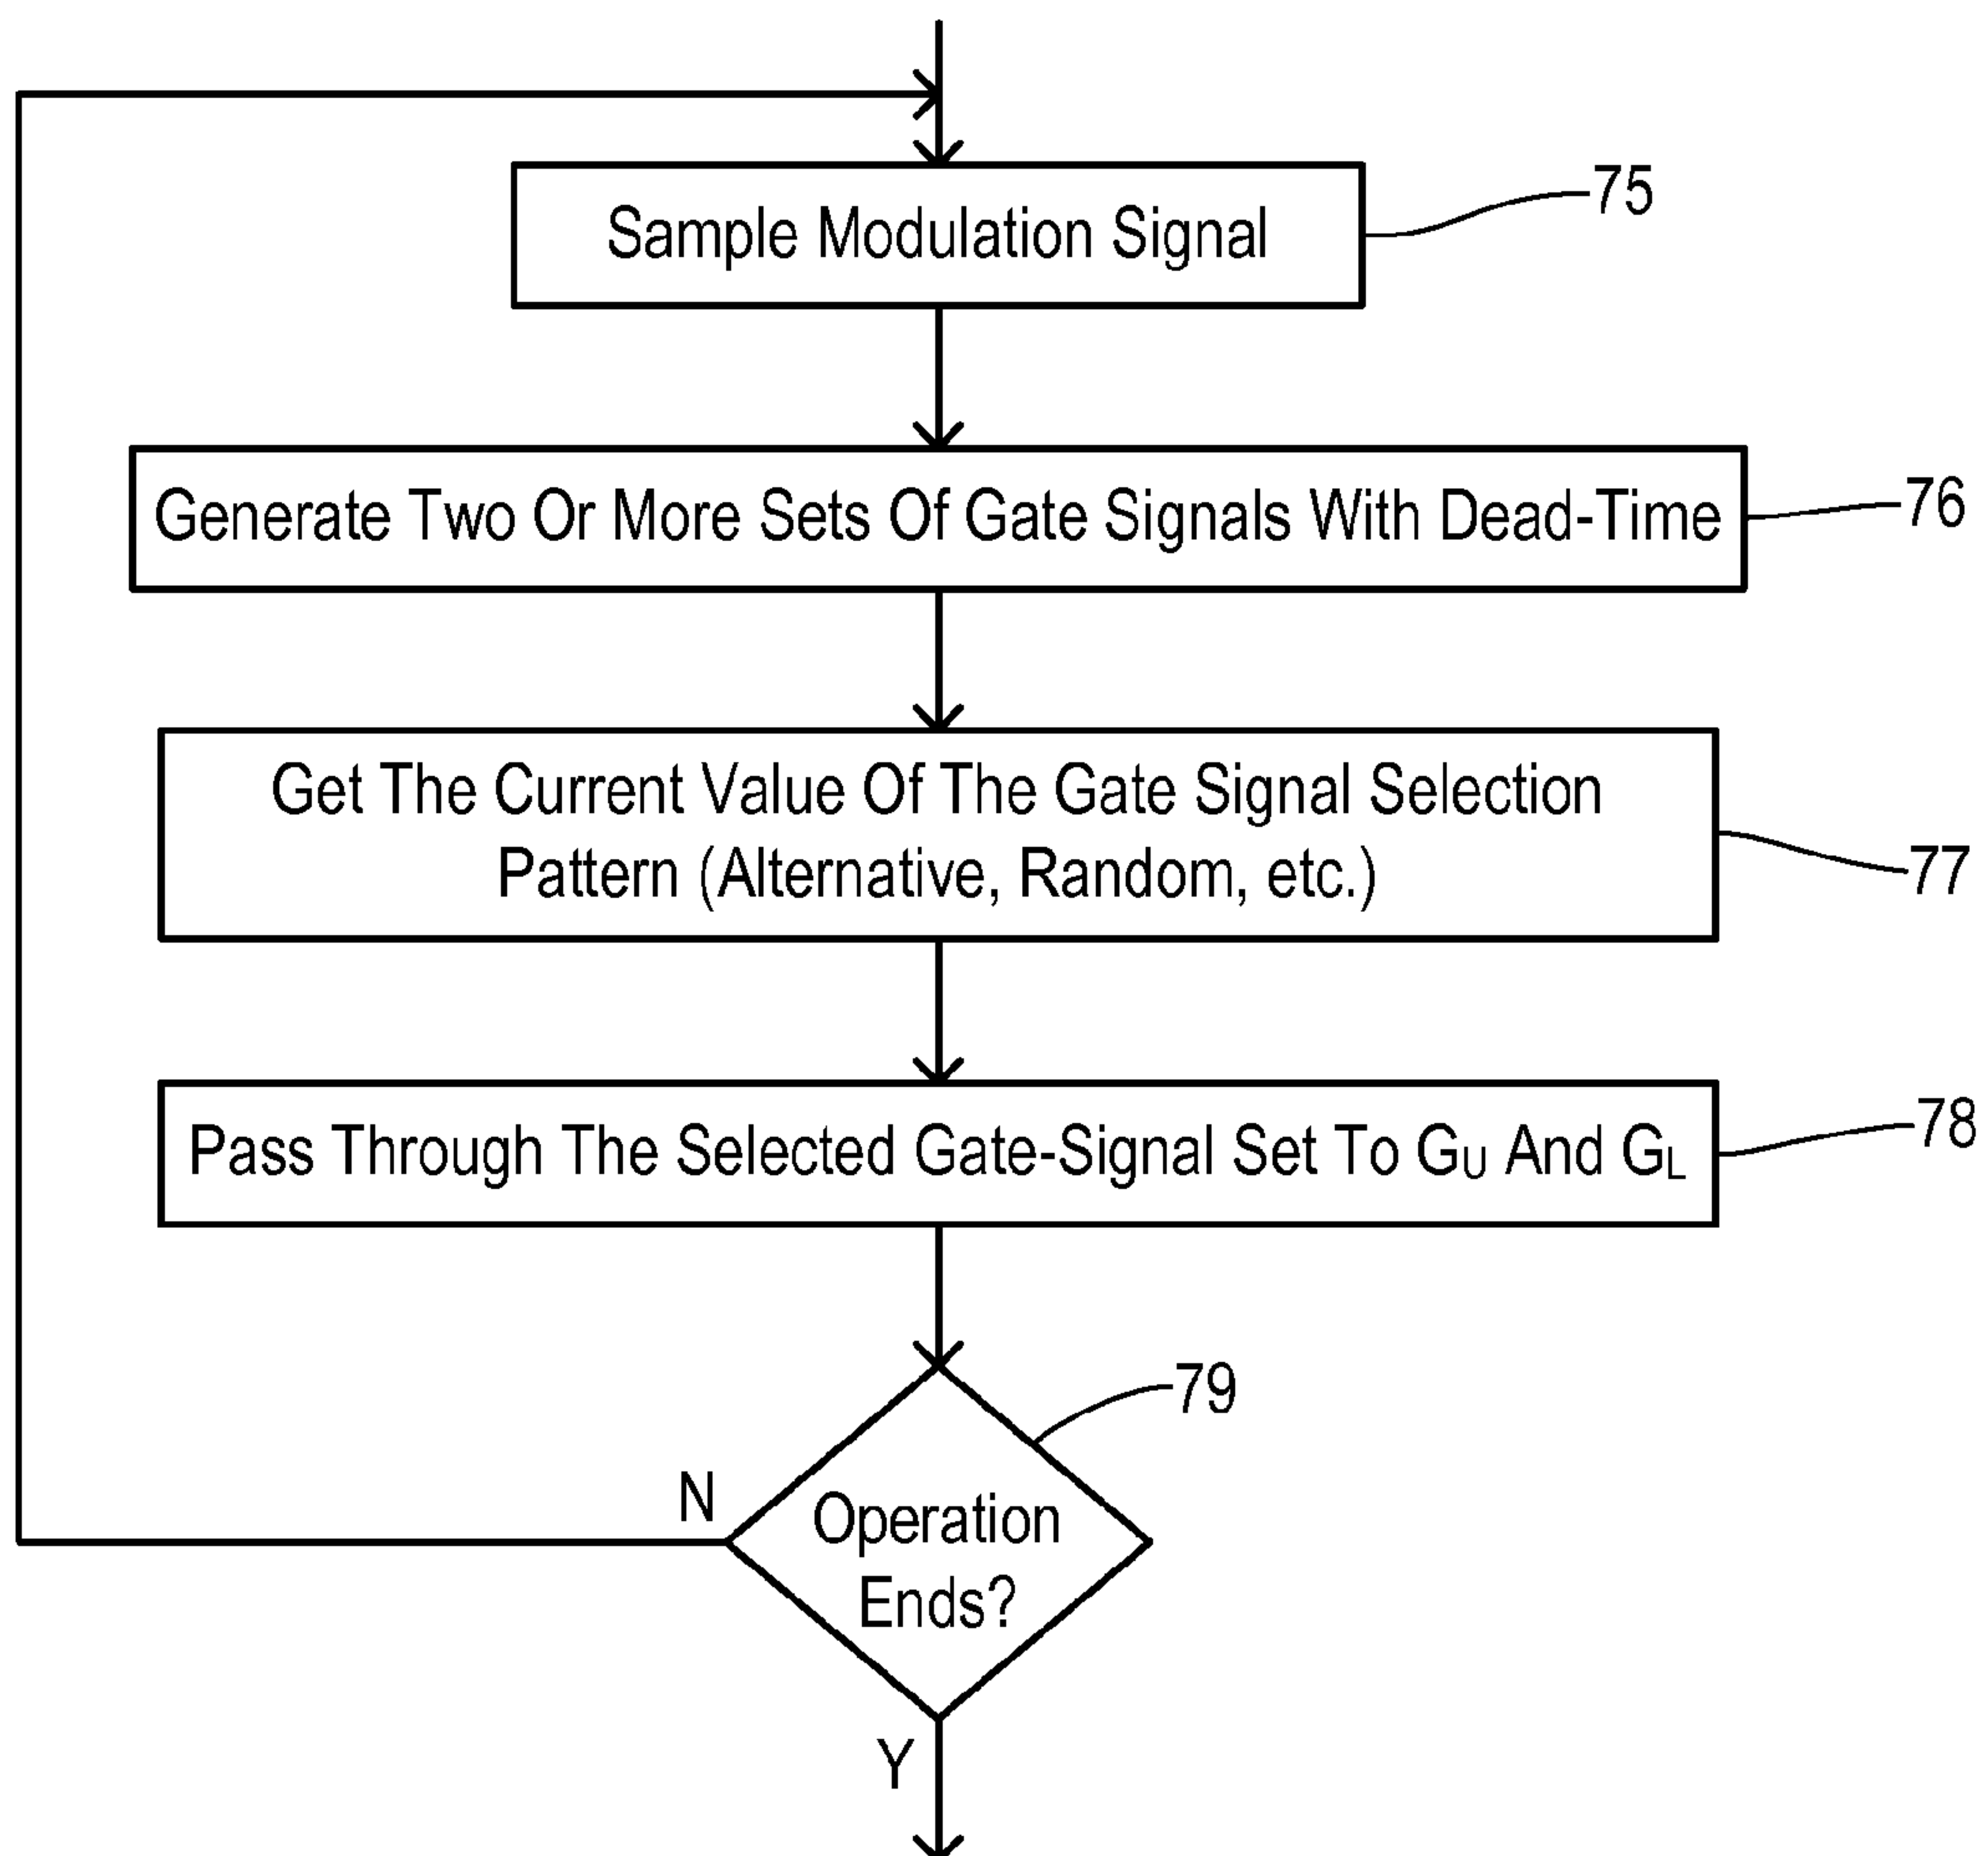 Sample Modulation Signal
75
Generate Two Or More Sets Of Gate Signals With Dead-Time
76
Get The Current Value Of The Gate Signal Selection
Pattern (Alternative, Random, etc.)
77
Pass Through The Selected Gate-Signal Set To GU And GL
78
79
N
Operation
Ends?
Y